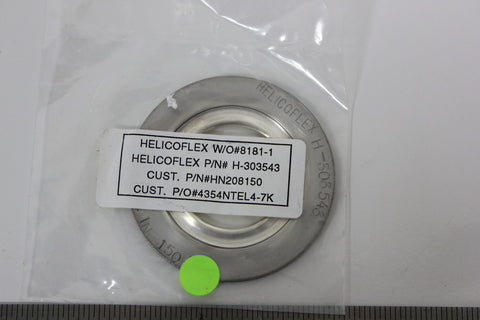 HELICOFLEX W/O#8181-1
HELICOFLEX P/N# H-303543
CUST. P/N#HN208150
CUST. P/O#4354NTEL4-7K
HELICOFLEX H-303543